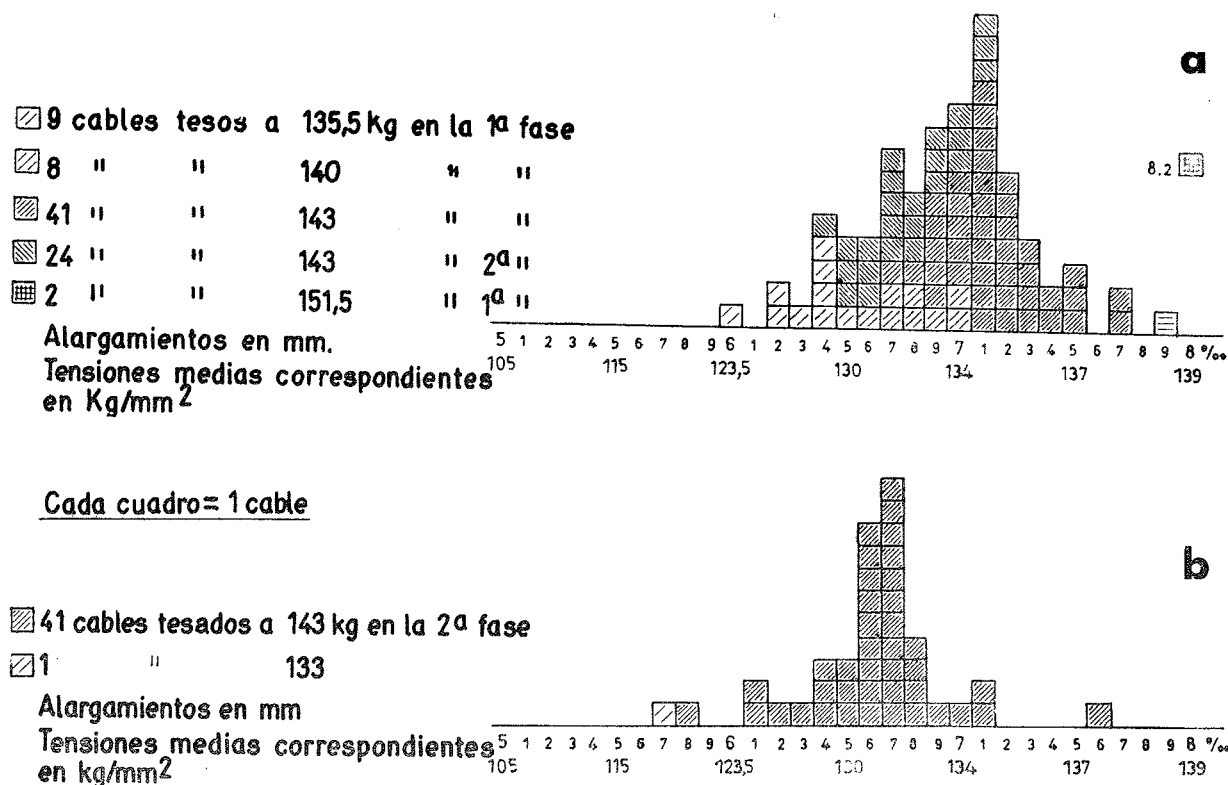 a
9 cables tesos a 135,5 kg en la 1ª fase
8 " " 140 " "
8.2
41 " " 143 " "
24 " " 143 " 2ª "
2 " " 151,5 " 1ª "
Alargamientos en mm.
5 1 2 3 4 5 6 7 8 9 6 1 2 3 4 5 6 7 8 9 7 1 2 3 4 5 6 7 8 9 8 ‰
Tensiones medias correspondientes
105 115 123,5 130 134 137 139
en Kg/mm2
Cada cuadro = 1 cable
b
41 cables tesados a 143 kg en la 2ª fase
1 " 133
Alargamientos en mm
Tensiones medias correspondientes
5 1 2 3 4 5 6 7 8 9 6 1 2 3 4 5 6 7 8 9 7 1 2 3 4 5 6 7 8 9 8 ‰
105 115 123,5 130 134 137 139
en kg/mm2